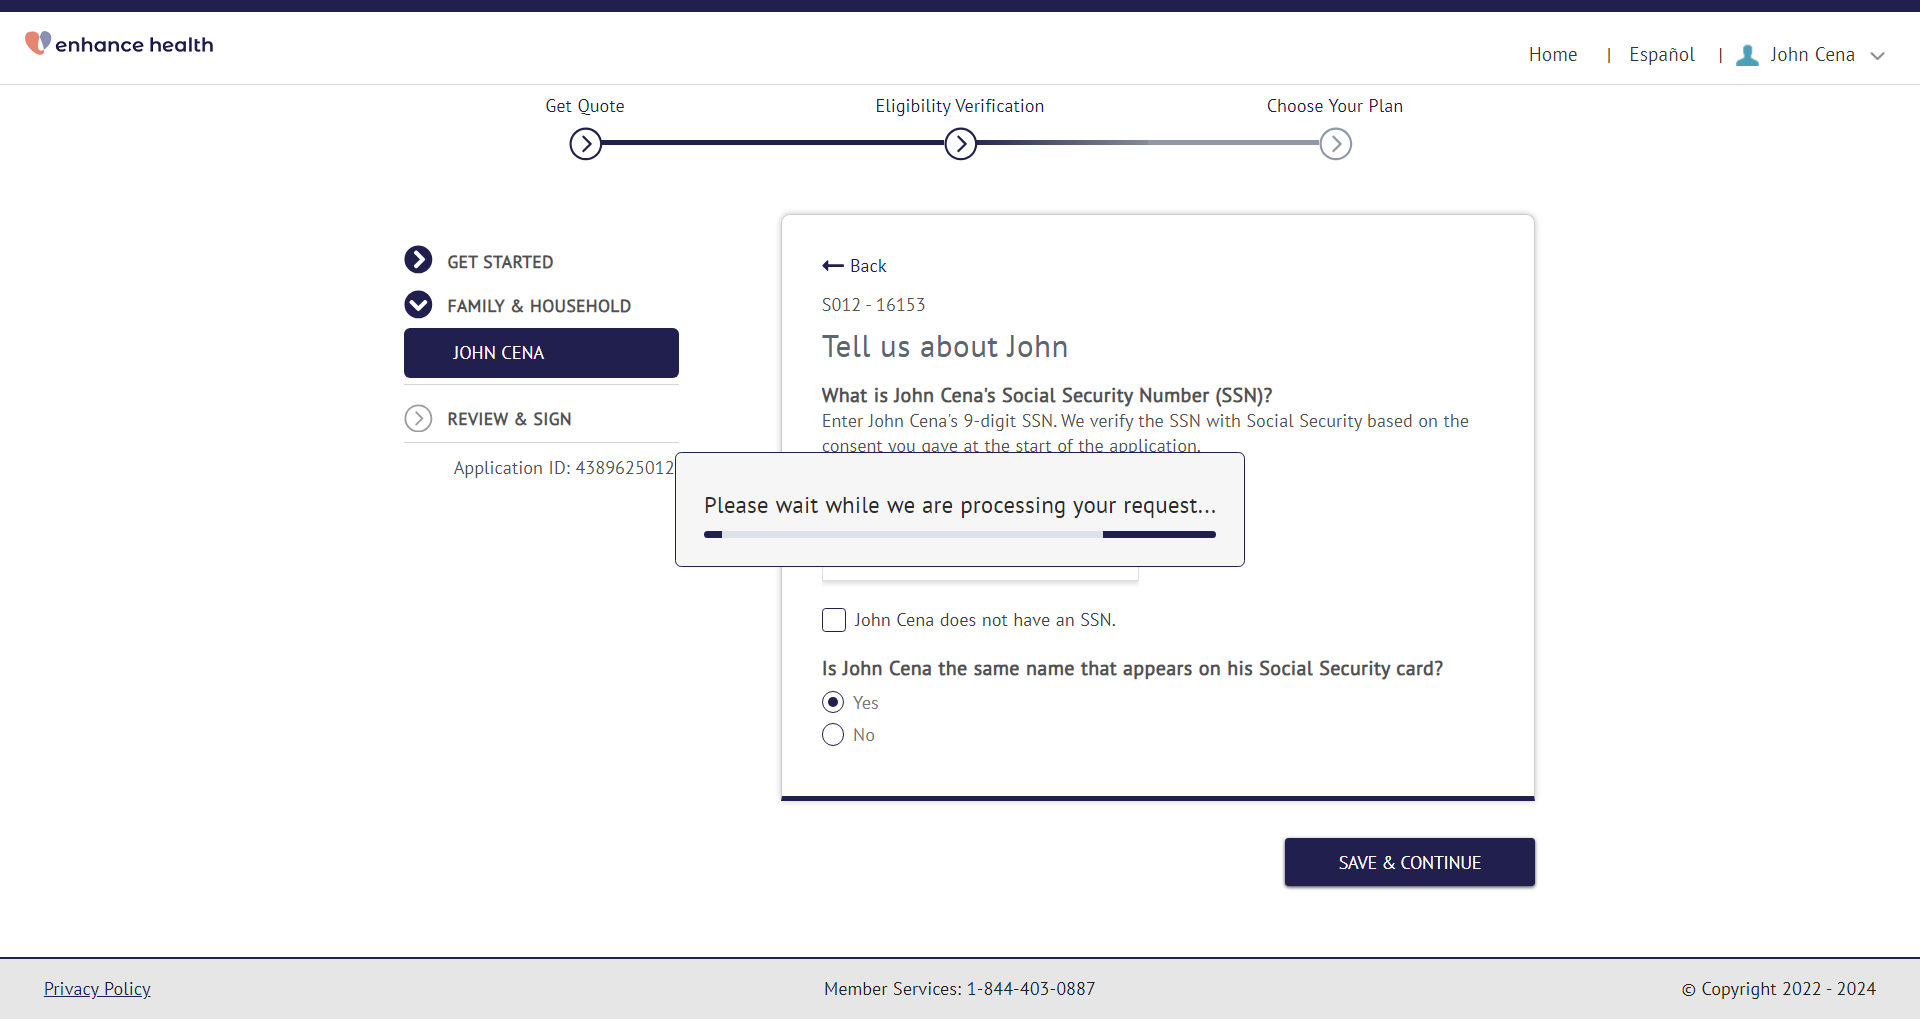 enhance health
Home | Español | John Cena
Get Quote
Eligibility Verification
Choose Your Plan
GET STARTED
FAMILY & HOUSEHOLD
JOHN CENA
REVIEW & SIGN
Application ID: 4389625012
Back
S012 - 16153
Tell us about John
What is John Cena's Social Security Number (SSN)?
Enter John Cena's 9-digit SSN. We verify the SSN with Social Security based on the
consent you gave at the start of the application.
Please wait while we are processing your request...
John Cena does not have an SSN.
Is John Cena the same name that appears on his Social Security card?
Yes
No
SAVE & CONTINUE
Privacy Policy
Member Services: 1-844-403-0887
© Copyright 2022 - 2024